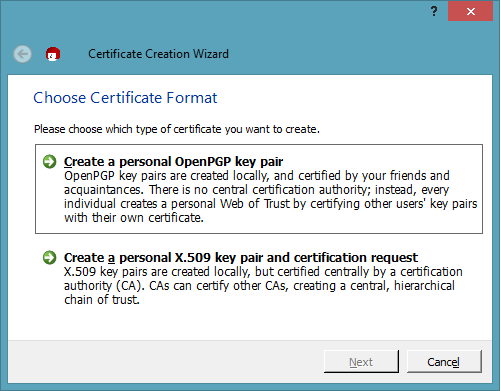 ?
Certificate Creation Wizard
Choose Certificate Format
Please choose which type of certificate you want to create.
Create a personal OpenPGP key pair
OpenPGP key pairs are created locally, and certified by your friends and
acquaintances. There is no central certification authority; instead, every
individual creates a personal Web of Trust by certifying other users' key pairs
with their own certificate.
Create a personal X.509 key pair and certification request
X.509 key pairs are created locally, but certified centrally by a certification
authority (CA). CAs can certify other CAs, creating a central, hierarchical
chain of trust.
Next
Cancel